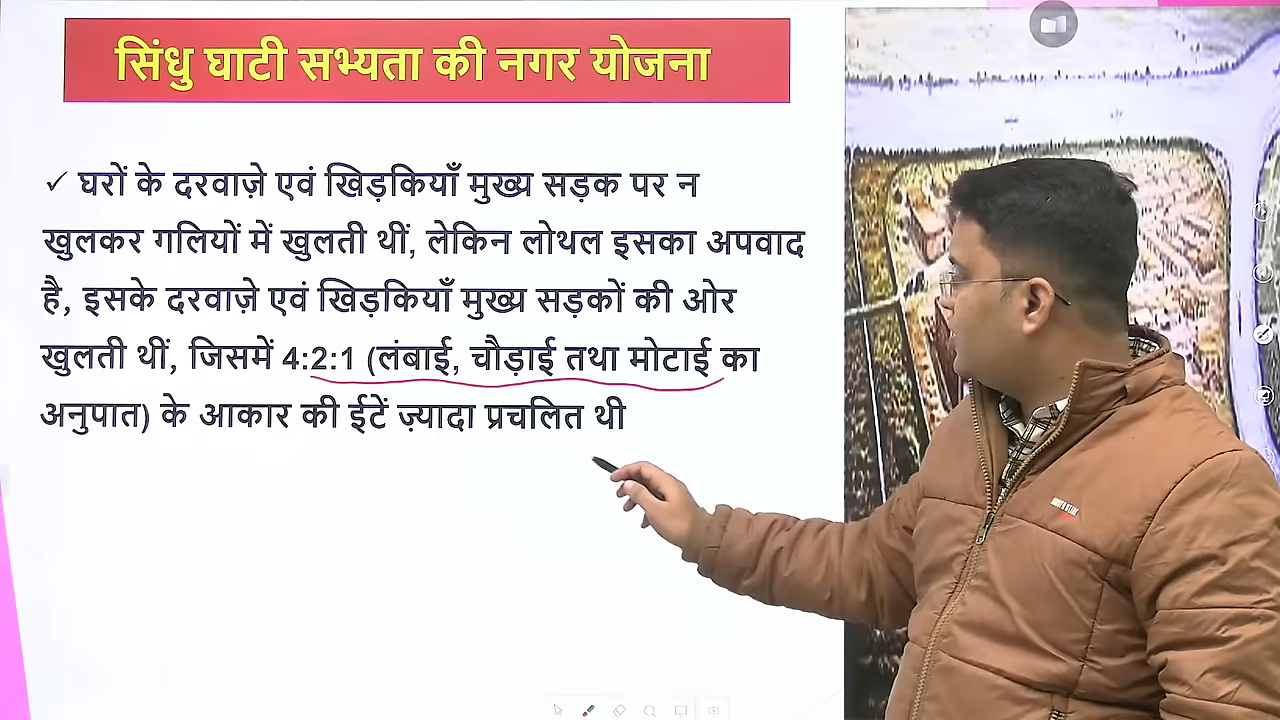 सिंधु घाटी सभ्यता की नगर योजना
✓ घरों के दरवाज़े एवं खिड़कियाँ मुख्य सड़क पर न
खुलकर गलियों में खुलती थीं, लेकिन लोथल इसका अपवाद
है, इसके दरवाज़े एवं खिड़कियाँ मुख्य सड़कों की ओर
खुलती थीं, जिसमें 4:2:1 (लंबाई, चौड़ाई तथा मोटाई का
अनुपात) के आकार की ईटें ज़्यादा प्रचलित थी